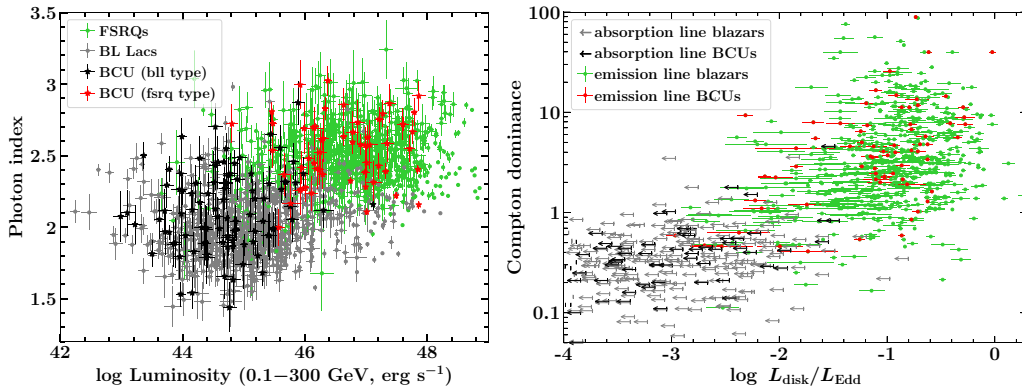 3.5
3
2.5
2
1.5
Photon index
FSRQs
BL Lacs
BCU (bll type)
BCU (fsrq type)
42
44
46
48
log Luminosity (0.1−300 GeV, erg s⁻¹)
100
10
1
0.1
Compton dominance
absorption line blazars
absorption line BCUs
emission line blazars
emission line BCUs
-4
-3
-2
-1
0
log L_disk/L_Edd